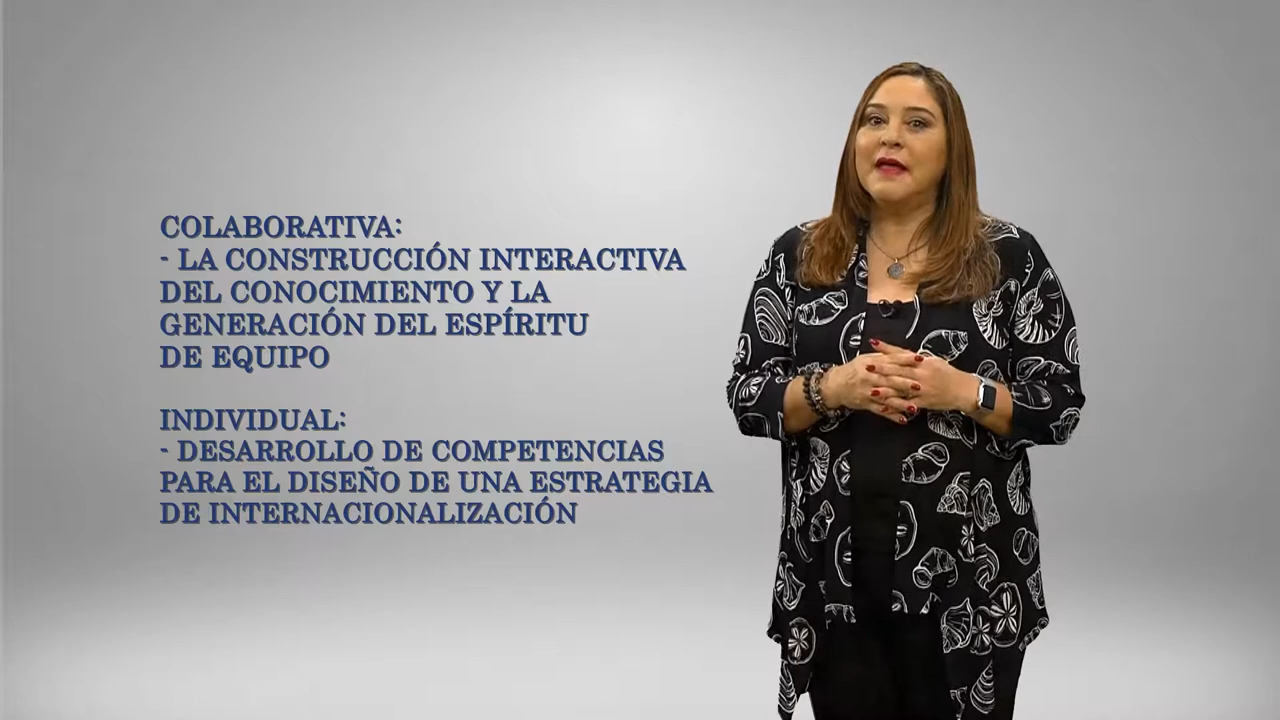 COLABORATIVA:
- LA CONSTRUCCIÓN INTERACTIVA
DEL CONOCIMIENTO Y LA
GENERACIÓN DEL ESPÍRITU
DE EQUIPO
INDIVIDUAL:
- DESARROLLO DE COMPETENCIAS
PARA EL DISEÑO DE UNA ESTRATEGIA
DE INTERNACIONALIZACIÓN